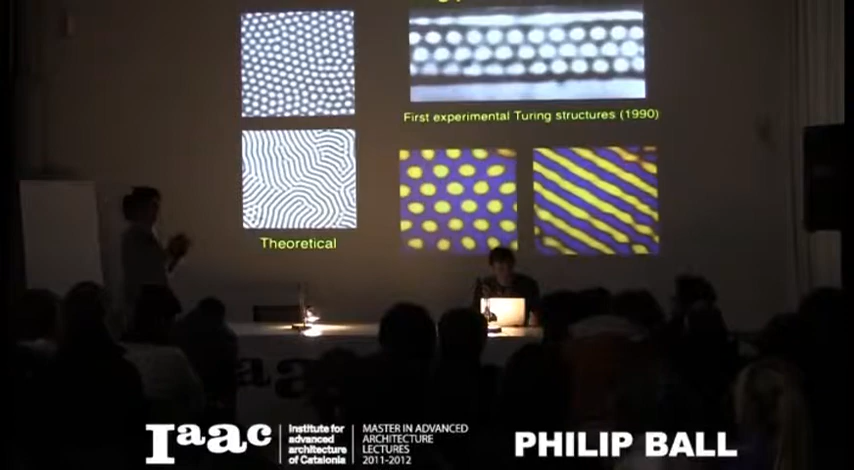 First experimental Turing structures (1990)
Theoretical
Iaac
Institute for
advanced
architecture
of Catalonia
MASTER IN ADVANCED
ARCHITECTURE
LECTURES
2011-2012
PHILIP BALL